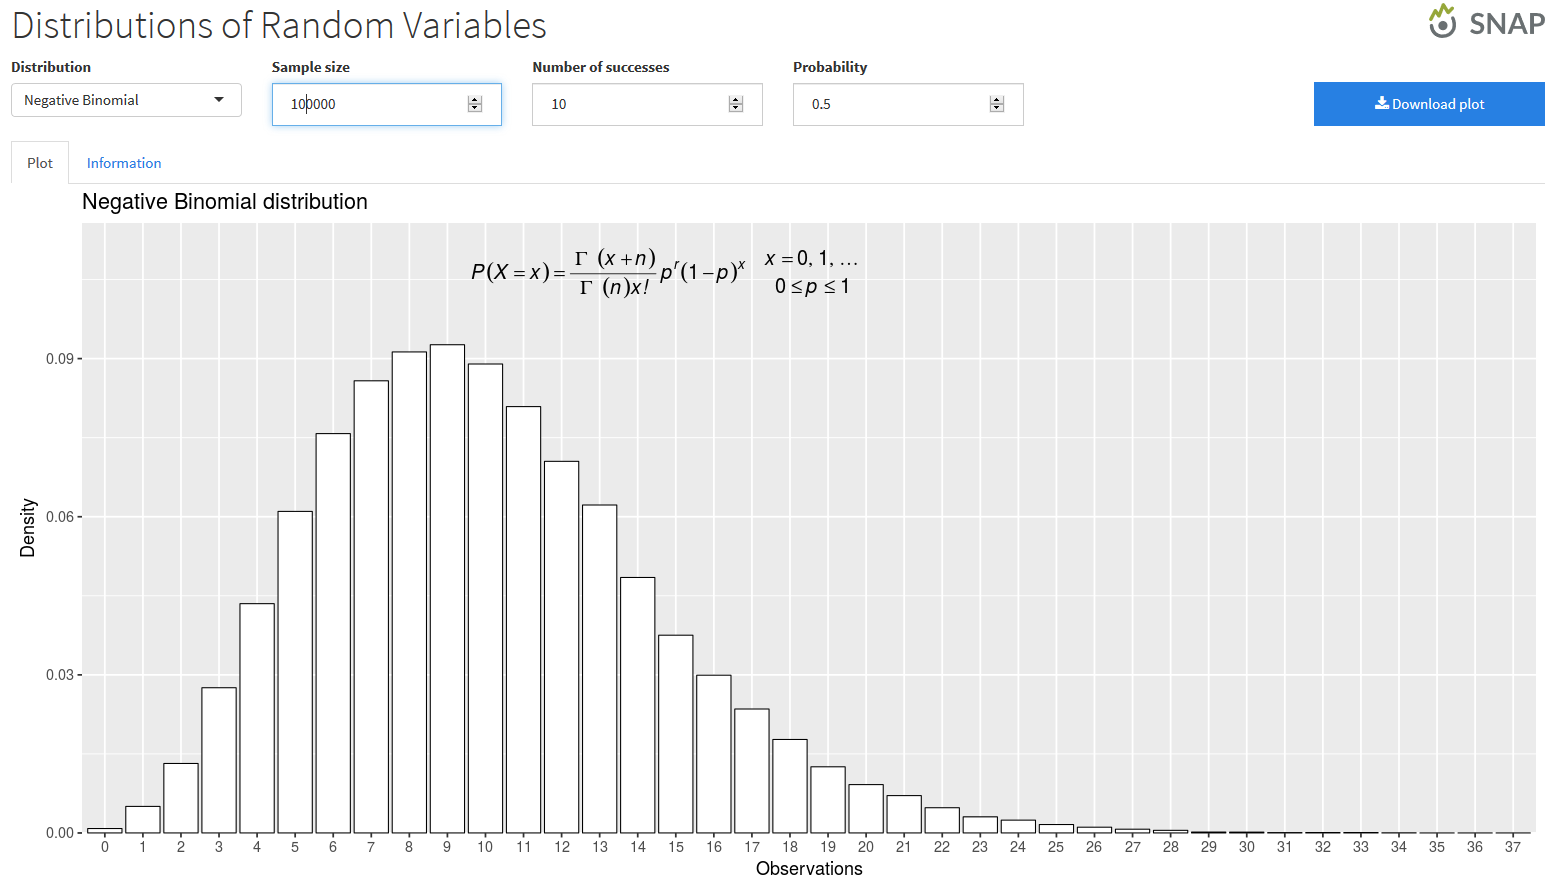 Distributions of Random Variables
SNAP
Distribution
Sample size
Number of successes
Probability
Negative Binomial
100000
10
0.5
Download plot
Plot
Information
Negative Binomial distribution
P(X = x) = Γ (x + n) / Γ (n)x! p^r (1 − p)^x x = 0, 1, …
0 ≤ p ≤ 1
Density
0.09
0.06
0.03
0.00
0 1 2 3 4 5 6 7 8 9 10 11 12 13 14 15 16 17 18 19 20 21 22 23 24 25 26 27 28 29 30 31 32 33 34 35 36 37
Observations